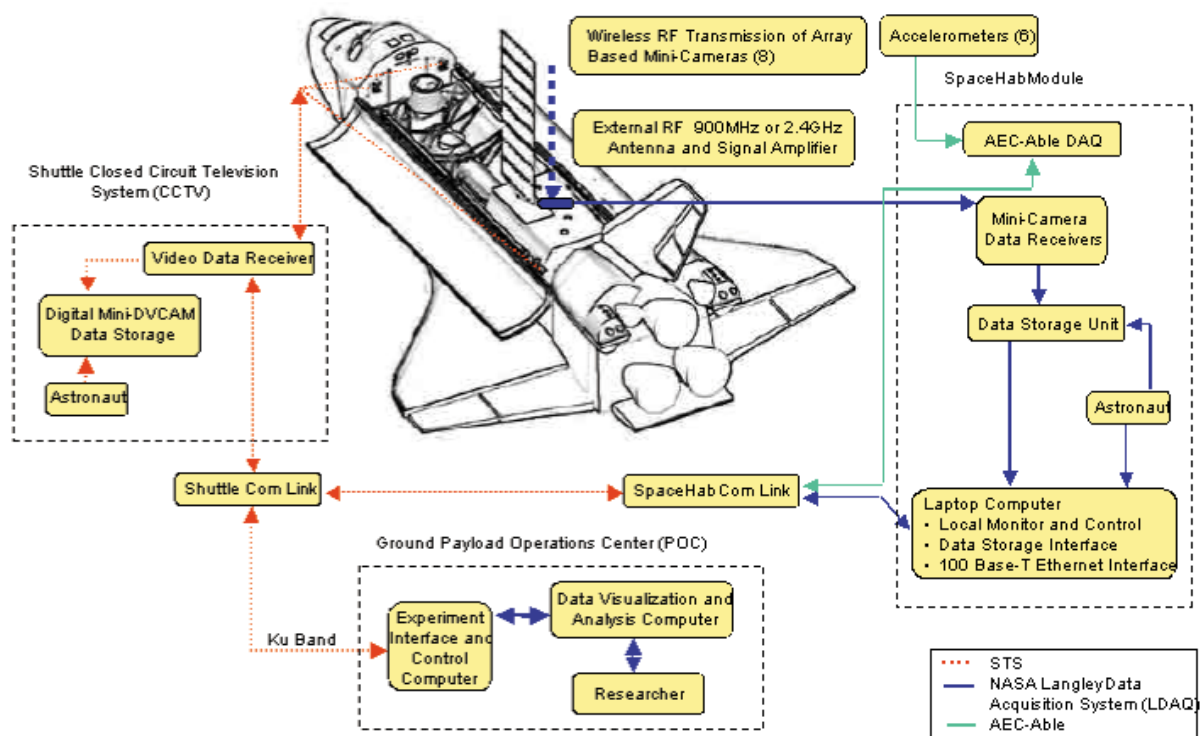 Wireless RF Transmission of Array
Based Mini-Cameras (8)
Accelerometers (6)
SpaceHab Module
External RF 900MHz or 2.4GHz
Antenna and Signal Amplifier
AEC-Able DAQ
Shuttle Closed Circuit Television
System (CCTV)
Mini-Camera
Data Receivers
Video Data Receiver
Digital Mini-DVCAM
Data Storage
Data Storage Unit
Astronaut
Astronaut
Shuttle Com Link
SpaceHab Com Link
Laptop Computer
• Local Monitor and Control
• Data Storage Interface
• 100 Base-T Ethernet Interface
Ground Payload Operations Center (POC)
Data Visualization and
Analysis Computer
Experiment
Interface and
Control
Computer
Ku Band
Researcher
STS
NASA Langley Data
Acquisition System (LDAQ)
AEC-Able